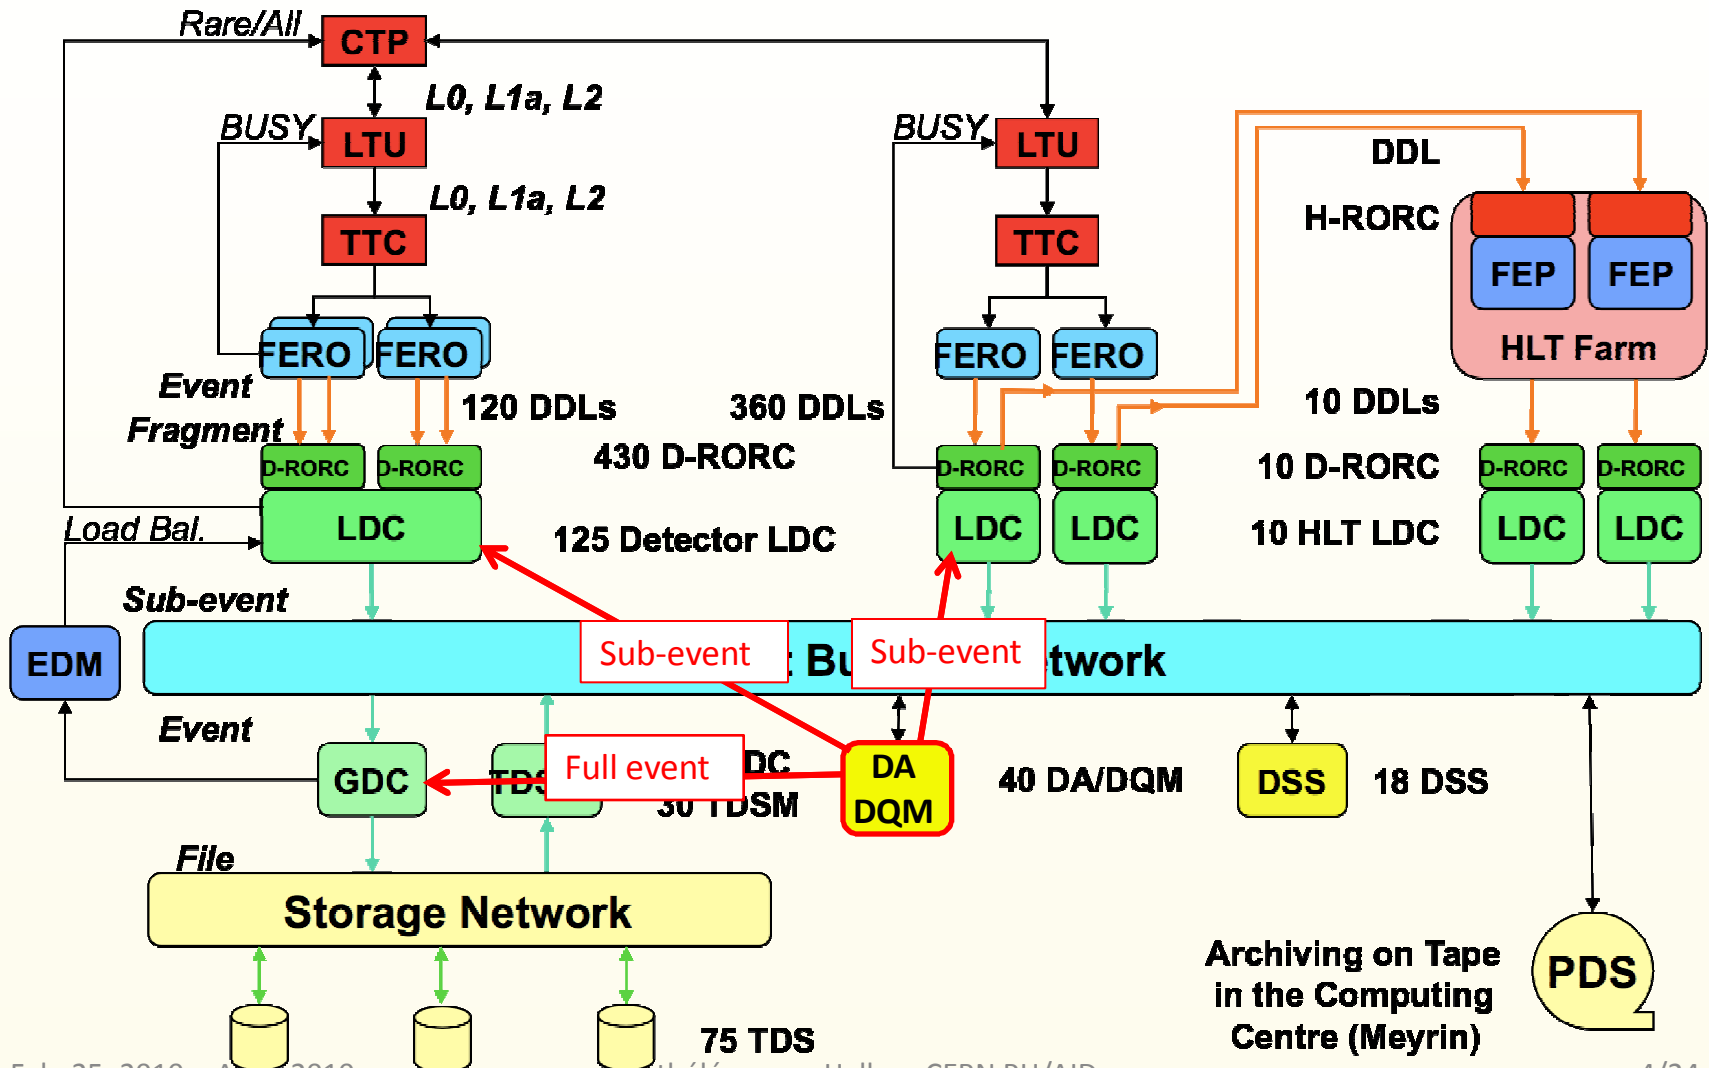 Rare/All
CTP
L0, L1a, L2
BUSY
LTU
BUSY
LTU
DDL
L0, L1a, L2
H-RORC
TTC
TTC
FEP
FEP
FERO
FERO
FERO
FERO
HLT Farm
Event
Fragment
120 DDLs
360 DDLs
10 DDLs
D-RORC
D-RORC
430 D-RORC
D-RORC
D-RORC
10 D-RORC
D-RORC
D-RORC
Load Bal.
LDC
125 Detector LDC
LDC
LDC
10 HLT LDC
LDC
LDC
Sub-event
EDM
Sub-event
Sub-event
Event
GDC
Full event
DA
DQM
40 DA/DQM
DSS
18 DSS
30 TDSM
File
Storage Network
Archiving on Tape
in the Computing
Centre (Meyrin)
PDS
75 TDS